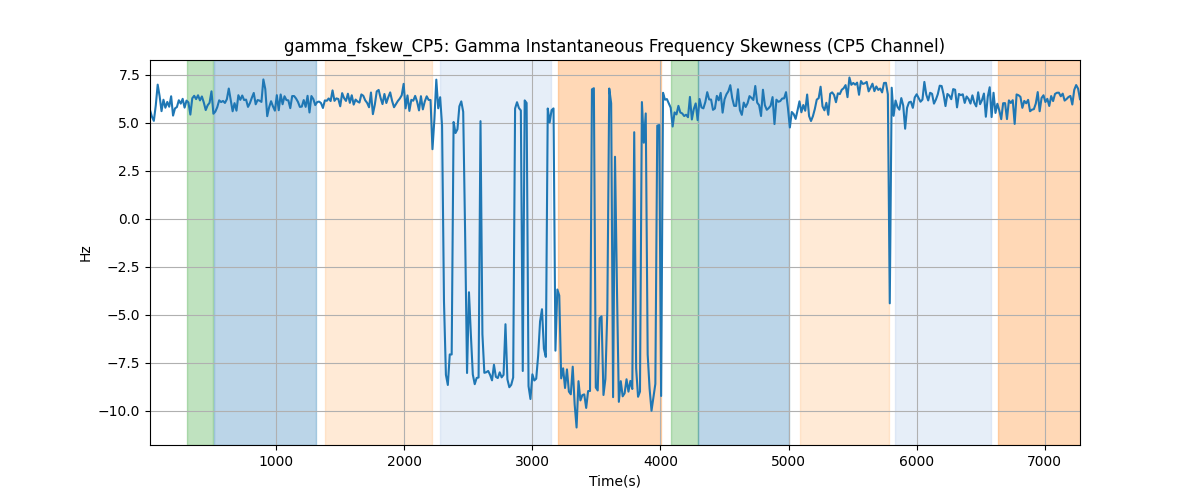 gamma_fskew_CP5: Gamma Instantaneous Frequency Skewness (CP5 Channel)
7.5
5.0
2.5
0.0
−2.5
−5.0
−7.5
−10.0
Hz
1000 2000 3000 4000 5000 6000 7000
Time(s)